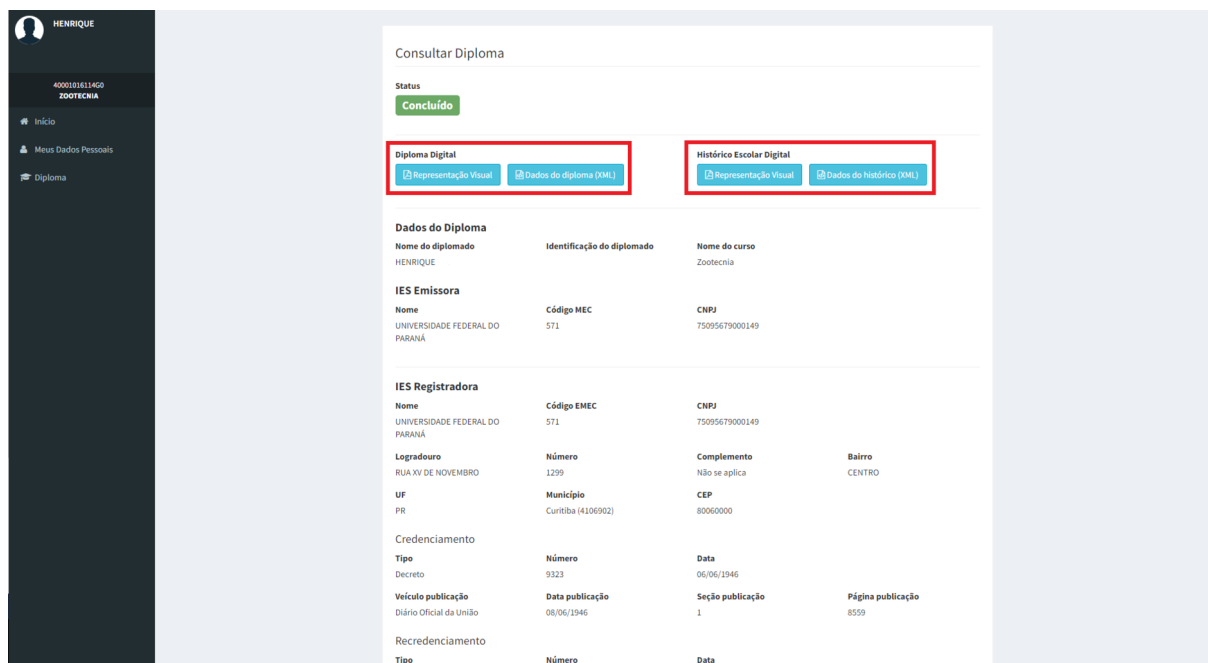 HENRIQUE
40001016114G0
ZOOTECNIA
Início
Meus Dados Pessoais
Diploma
Consultar Diploma
Status
Concluído
Diploma Digital
Representação Visual
Dados do diploma (XML)
Histórico Escolar Digital
Representação Visual
Dados do histórico (XML)
Dados do Diploma
Nome do diplomado Identificação do diplomado Nome do curso
HENRIQUE Zootecnia
IES Emissora
Nome Código MEC CNPJ
UNIVERSIDADE FEDERAL DO 571 75095679000149
PARANÁ
IES Registradora
Nome Código EMEC CNPJ
UNIVERSIDADE FEDERAL DO 571 75095679000149
PARANÁ
Logradouro Número Complemento Bairro
RUA XV DE NOVEMBRO 1299 Não se aplica CENTRO
UF Município CEP
PR Curitiba (4106902) 80060000
Credenciamento
Tipo Número Data
Decreto 9323 06/06/1946
Veículo publicação Data publicação Seção publicação Página publicação
Diário Oficial da União 08/06/1946 1 8559
Recredenciamento
Tipo Número Data